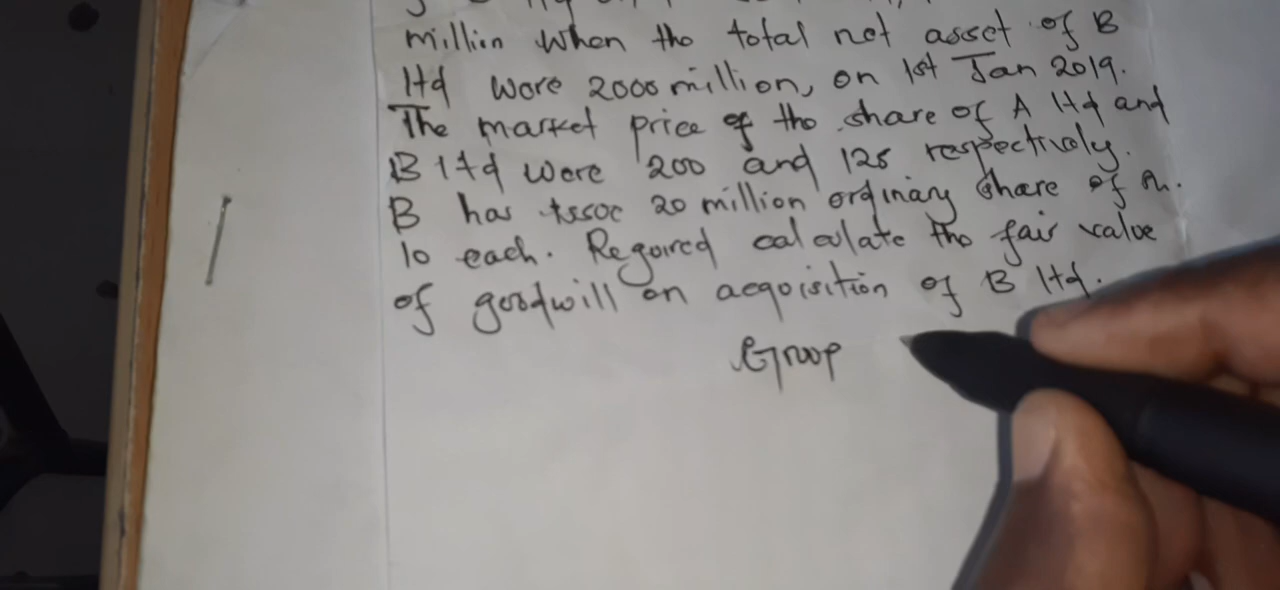 million when the total net asset of B
ltd were 2000 million, on 1st Jan 2019.
The market price of the share of A ltd and
B ltd were 200 and 125 respectively.
B has issue 20 million ordinary share of
10 each. Required calculate the fair value
of goodwill on acquisition of B ltd.
Group